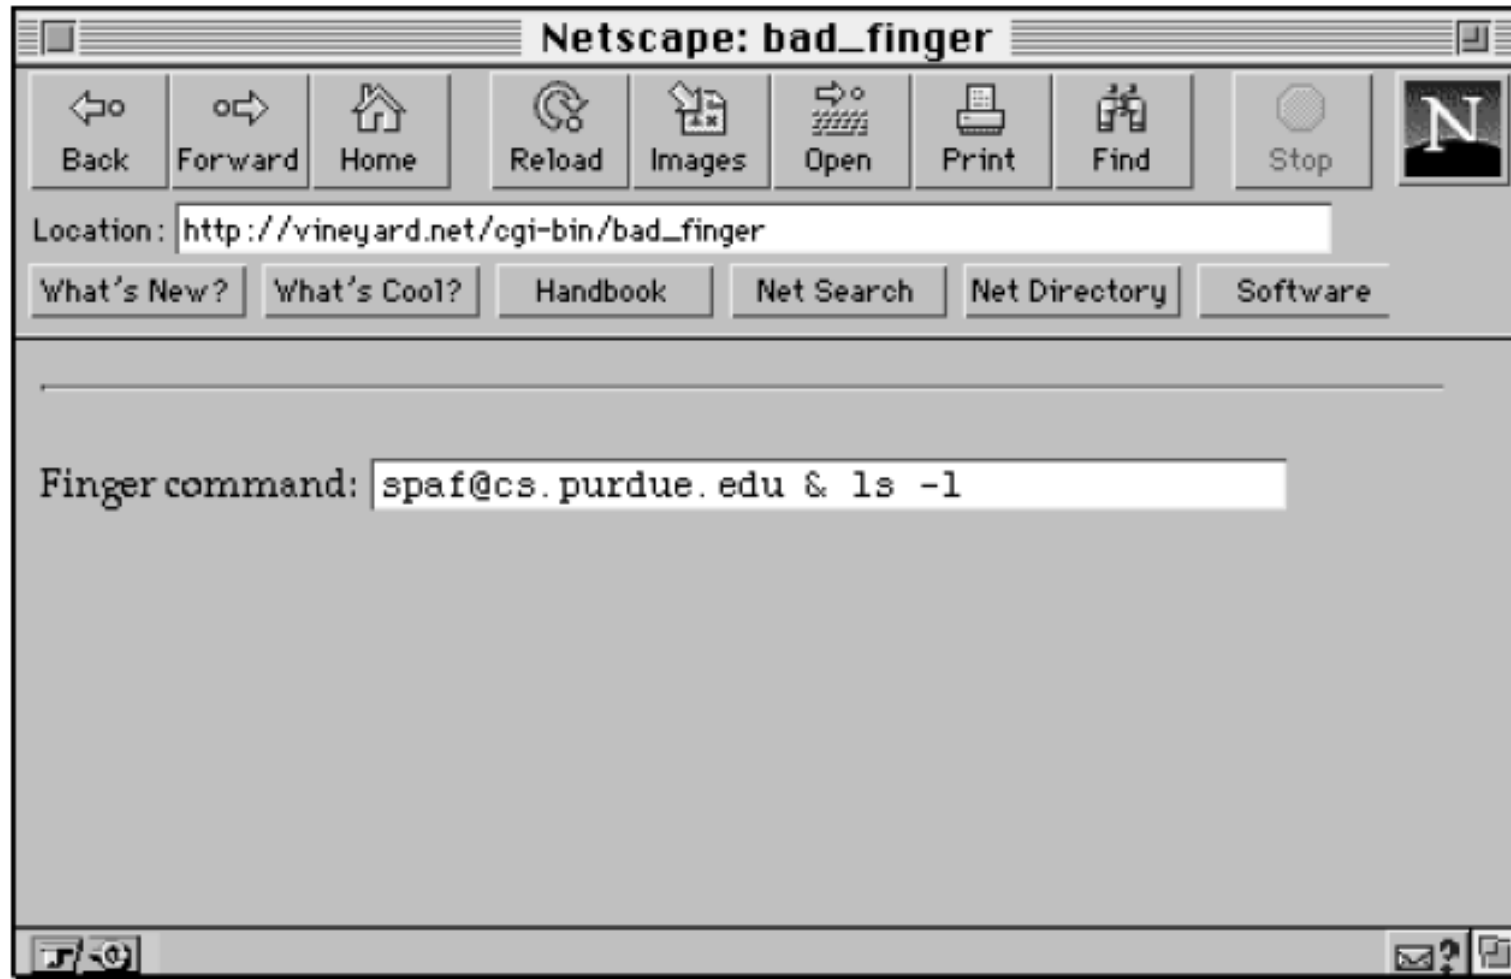 Netscape: bad_finger
Back Forward Home Reload Images Open Print Find Stop N
Location: http://vineyard.net/cgi-bin/bad_finger
What's New? What's Cool? Handbook Net Search Net Directory Software
Finger command: spaf@cs.purdue.edu & ls -l